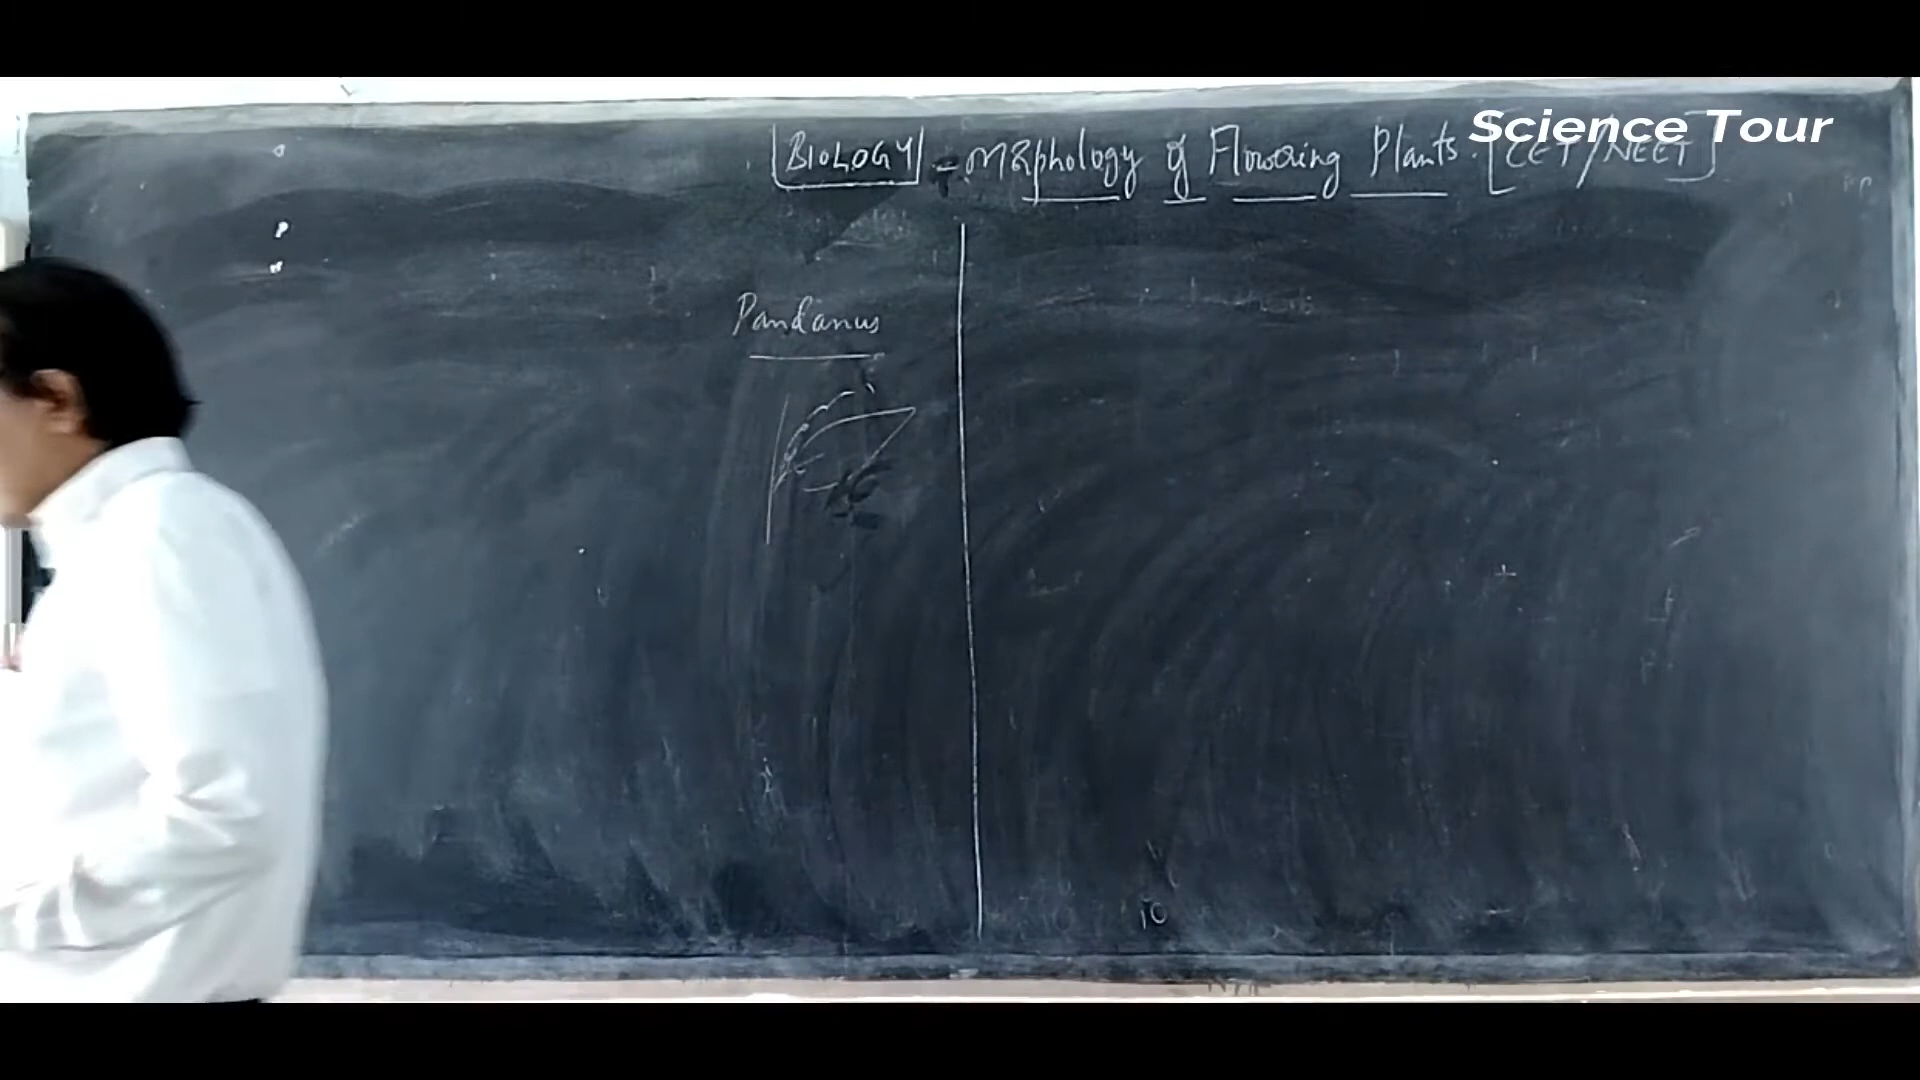 Science Tour
BIOLOGY - Morphology of Flowering Plants. [CET/NEET]
Pandanus
10